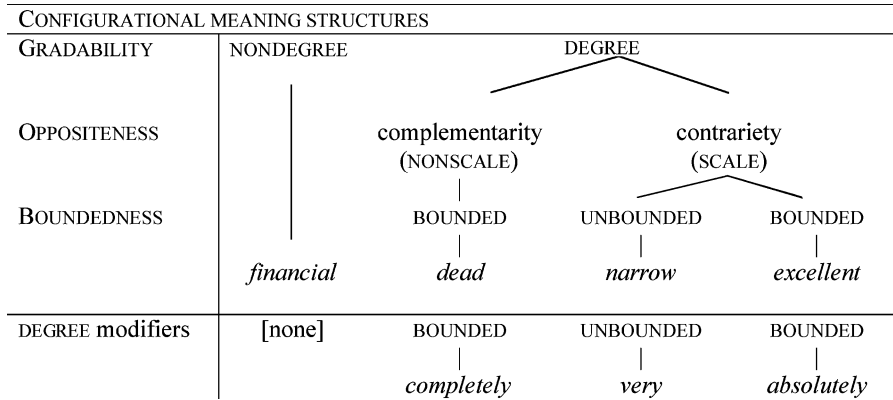 CONFIGURATIONAL MEANING STRUCTURES
GRADABILITY NONDEGREE DEGREE
OPPOSITENESS complementarity contrariety
(NONSCALE) (SCALE)
BOUNDEDNESS BOUNDED UNBOUNDED BOUNDED
financial dead narrow excellent
DEGREE modifiers [none] BOUNDED UNBOUNDED BOUNDED
completely very absolutely